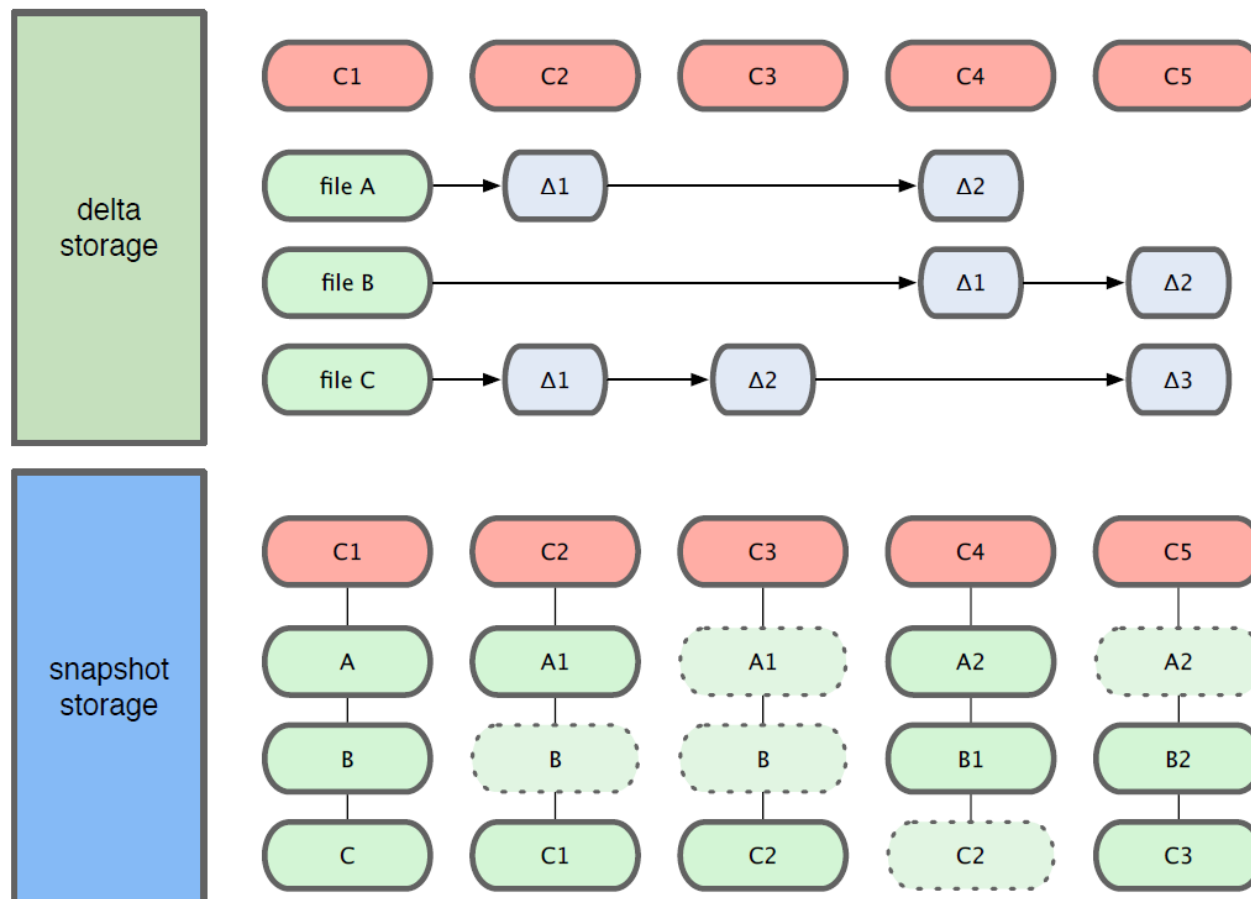 delta
storage
C1 C2 C3 C4 C5
file A Δ1 Δ2
file B Δ1 Δ2
file C Δ1 Δ2 Δ3
snapshot
storage
C1 C2 C3 C4 C5
A A1 A1 A2 A2
B B B B1 B2
C C1 C2 C2 C3